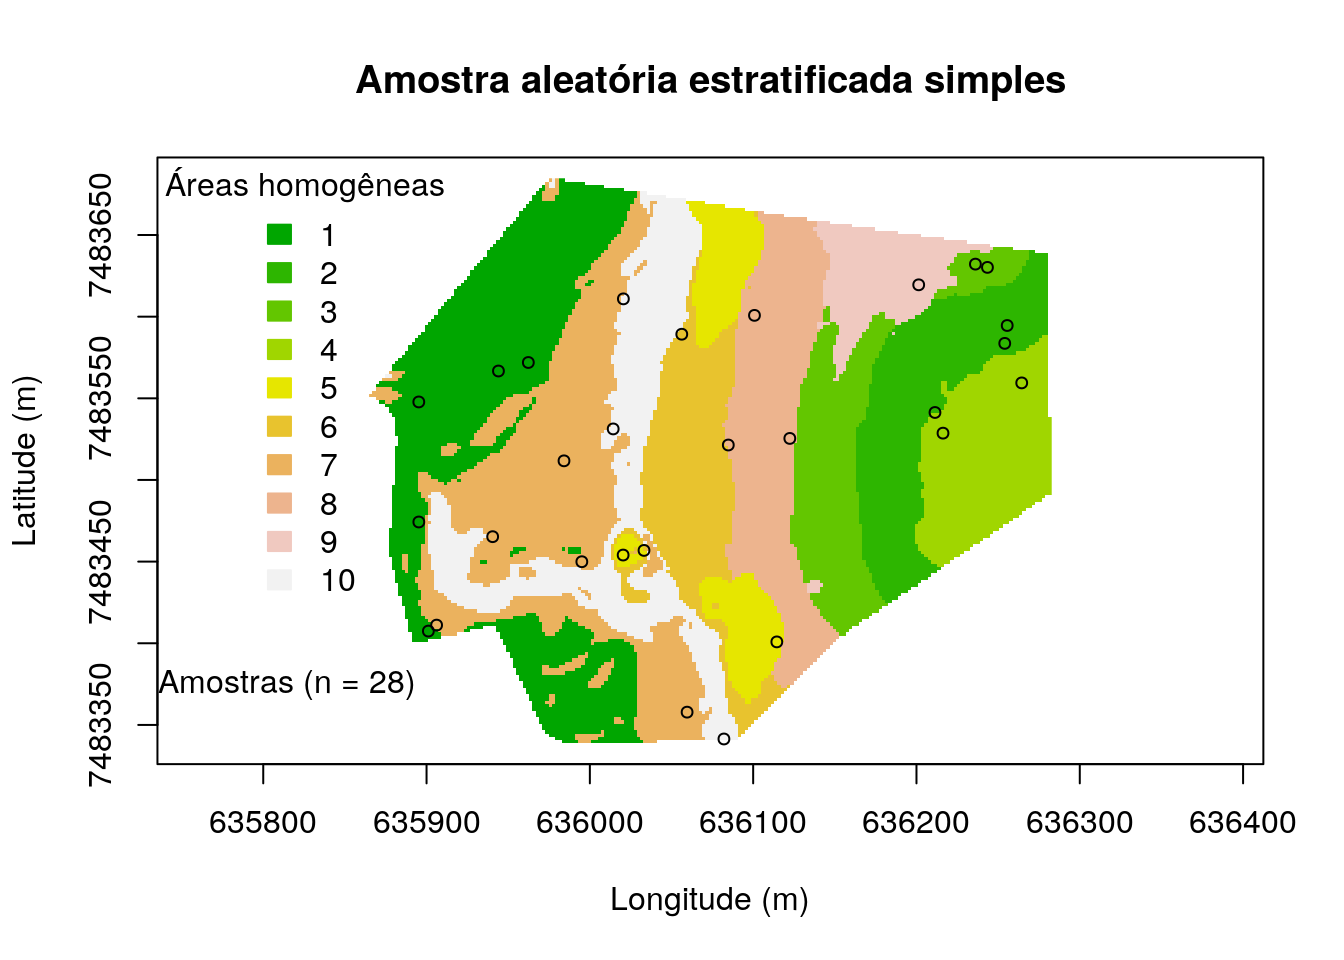 Amostra aleatória estratificada simples
Áreas homogêneas
1
2
3
4
5
6
7
8
9
10
Amostras (n = 28)
Latitude (m)
7483650
7483550
7483450
7483350
635800 635900 636000 636100 636200 636300 636400
Longitude (m)